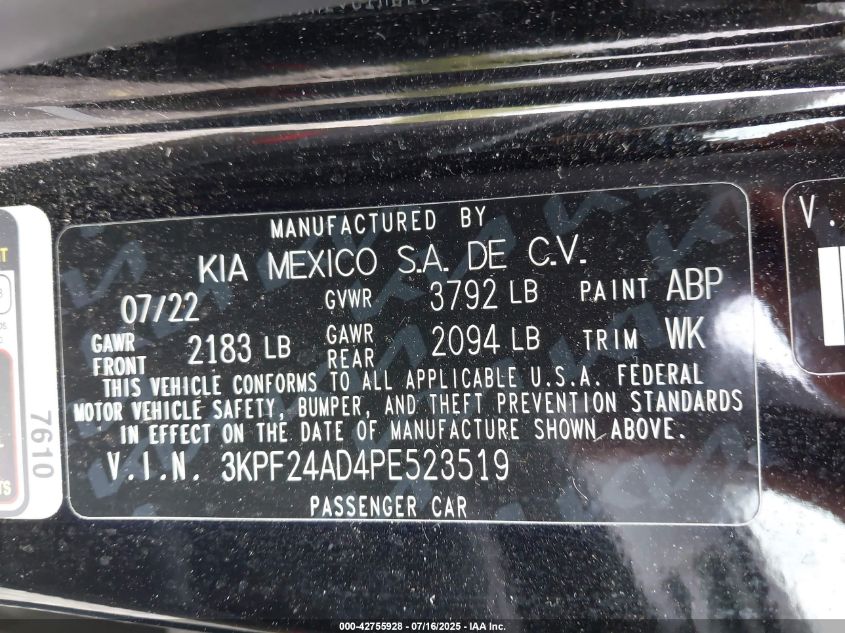 MANUFACTURED BY
KIA MEXICO S.A. DE C.V.
07/22 GVWR 3792 LB PAINT ABP
GAWR FRONT 2183 LB GAWR REAR 2094 LB TRIM WK
THIS VEHICLE CONFORMS TO ALL APPLICABLE U.S.A. FEDERAL
MOTOR VEHICLE SAFETY, BUMPER, AND THEFT PREVENTION STANDARDS
IN EFFECT ON THE DATE OF MANUFACTURE SHOWN ABOVE.
V.I.N. 3KPF24AD4PE523519
PASSENGER CAR
7610
V.
000-42755928 - 07/16/2025 - IAA Inc.